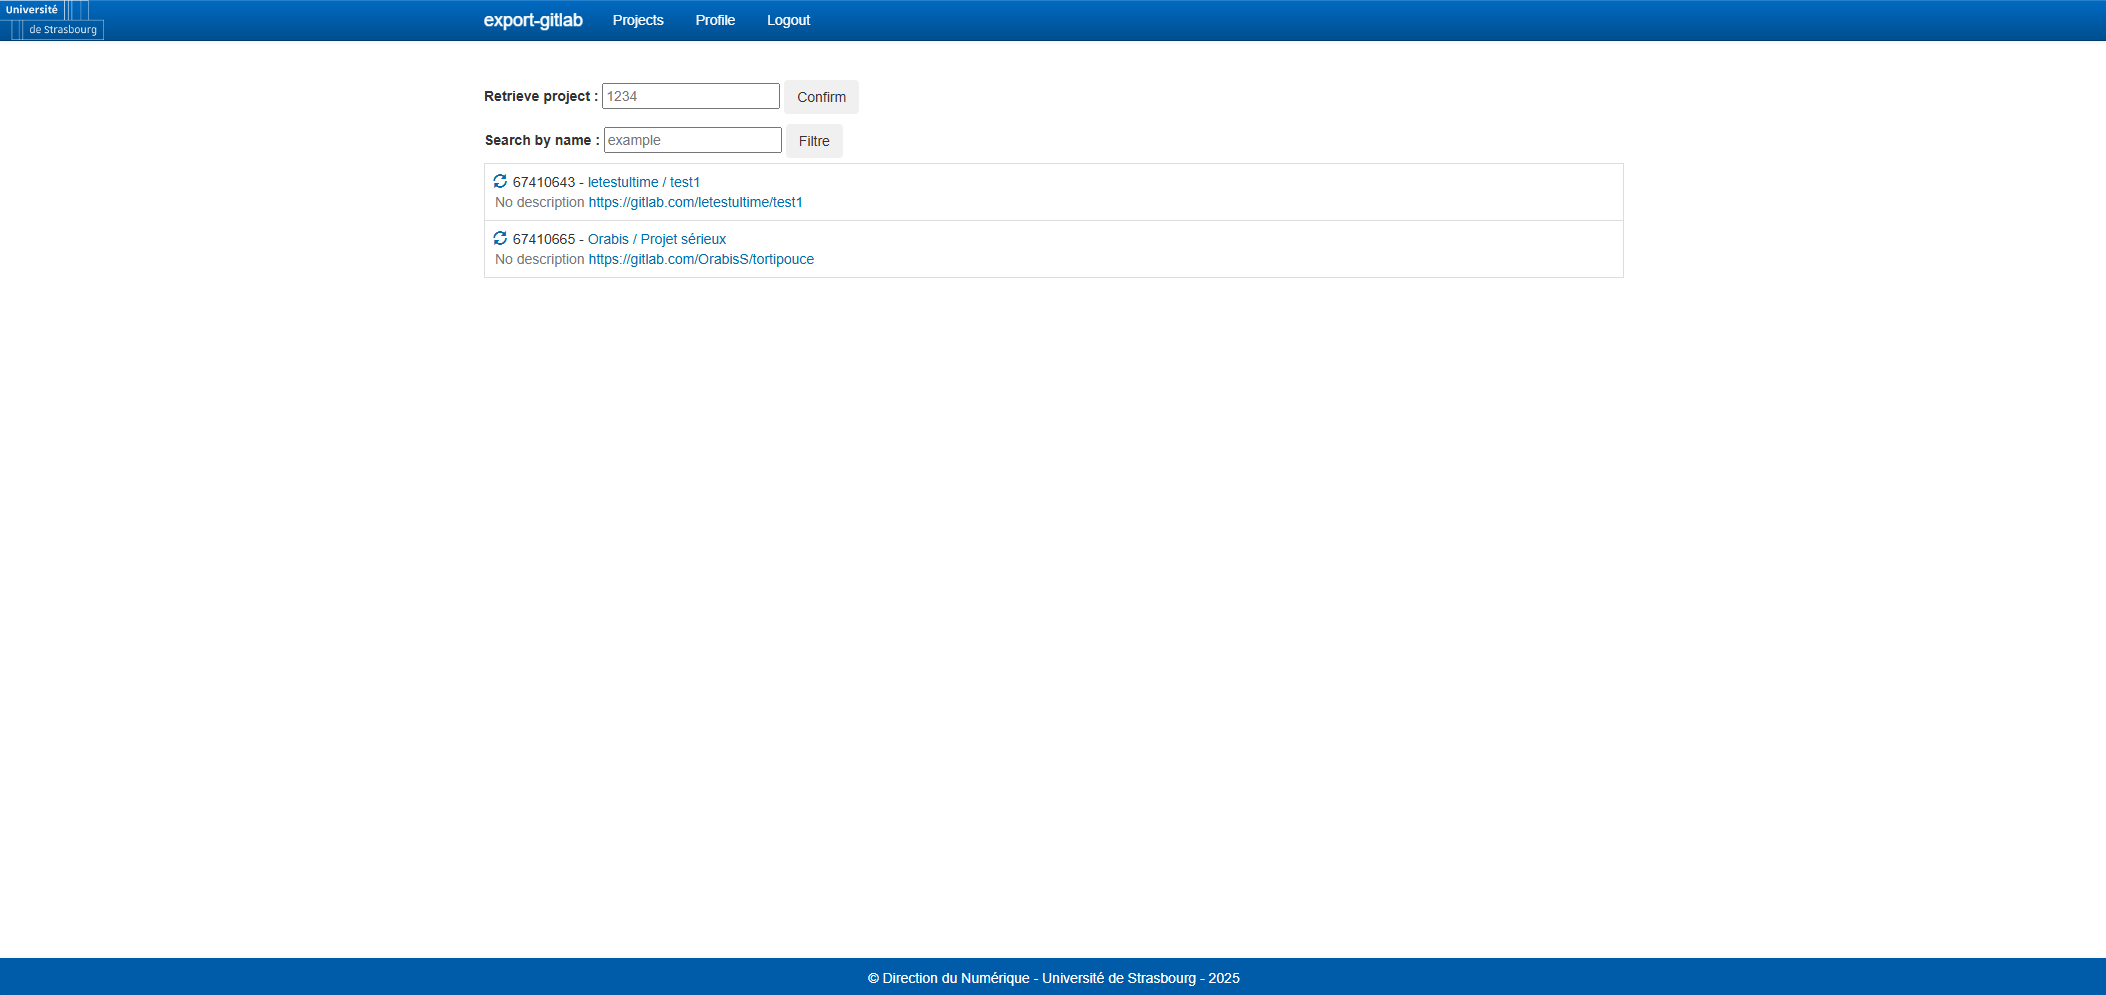 Université
de Strasbourg
export-gitlab Projects Profile Logout
Retrieve project : 1234 Confirm
Search by name : example Filtre
67410643 - letestultime / test1
No description https://gitlab.com/letestultime/test1
67410665 - Orabis / Projet sérieux
No description https://gitlab.com/OrabisS/tortipouce
© Direction du Numérique - Université de Strasbourg - 2025